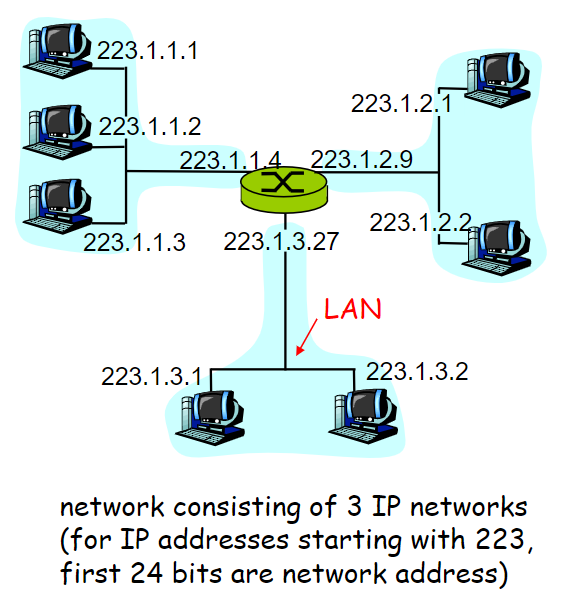 223.1.1.1
223.1.2.1
223.1.1.2
223.1.1.4
223.1.2.9
223.1.1.3
223.1.3.27
223.1.2.2
LAN
223.1.3.1
223.1.3.2
network consisting of 3 IP networks
(for IP addresses starting with 223,
first 24 bits are network address)